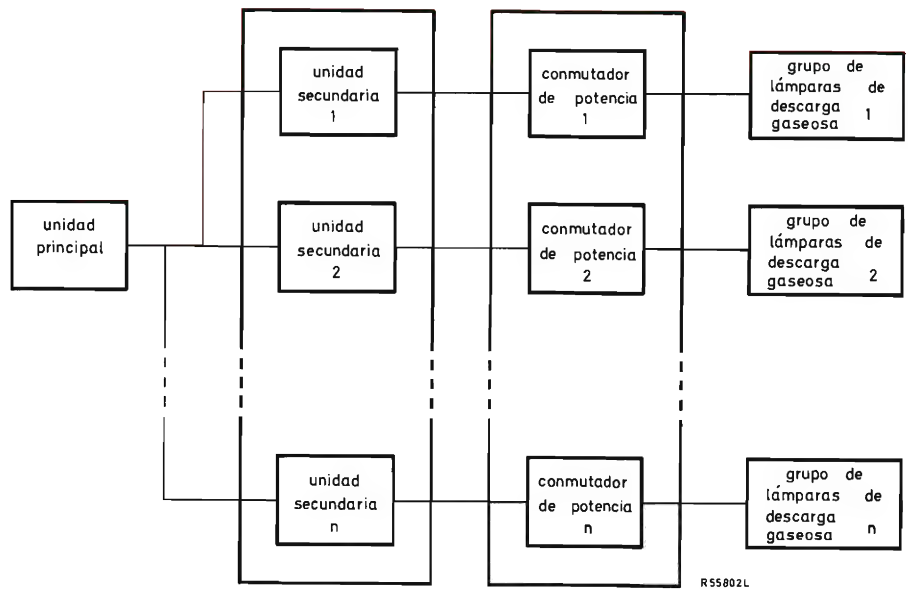 unidad
secundaria
1
conmutador
de potencia
1
grupo de
lámparas de
descarga 1
gaseosa
unidad
principal
unidad
secundaria
2
conmutador
de potencia
2
grupo de
lámparas de
descarga
gaseosa 2
unidad
secundaria
n
conmutador
de potencia
n
grupo de
lámparas de
descarga n
gaseosa
RS5802L